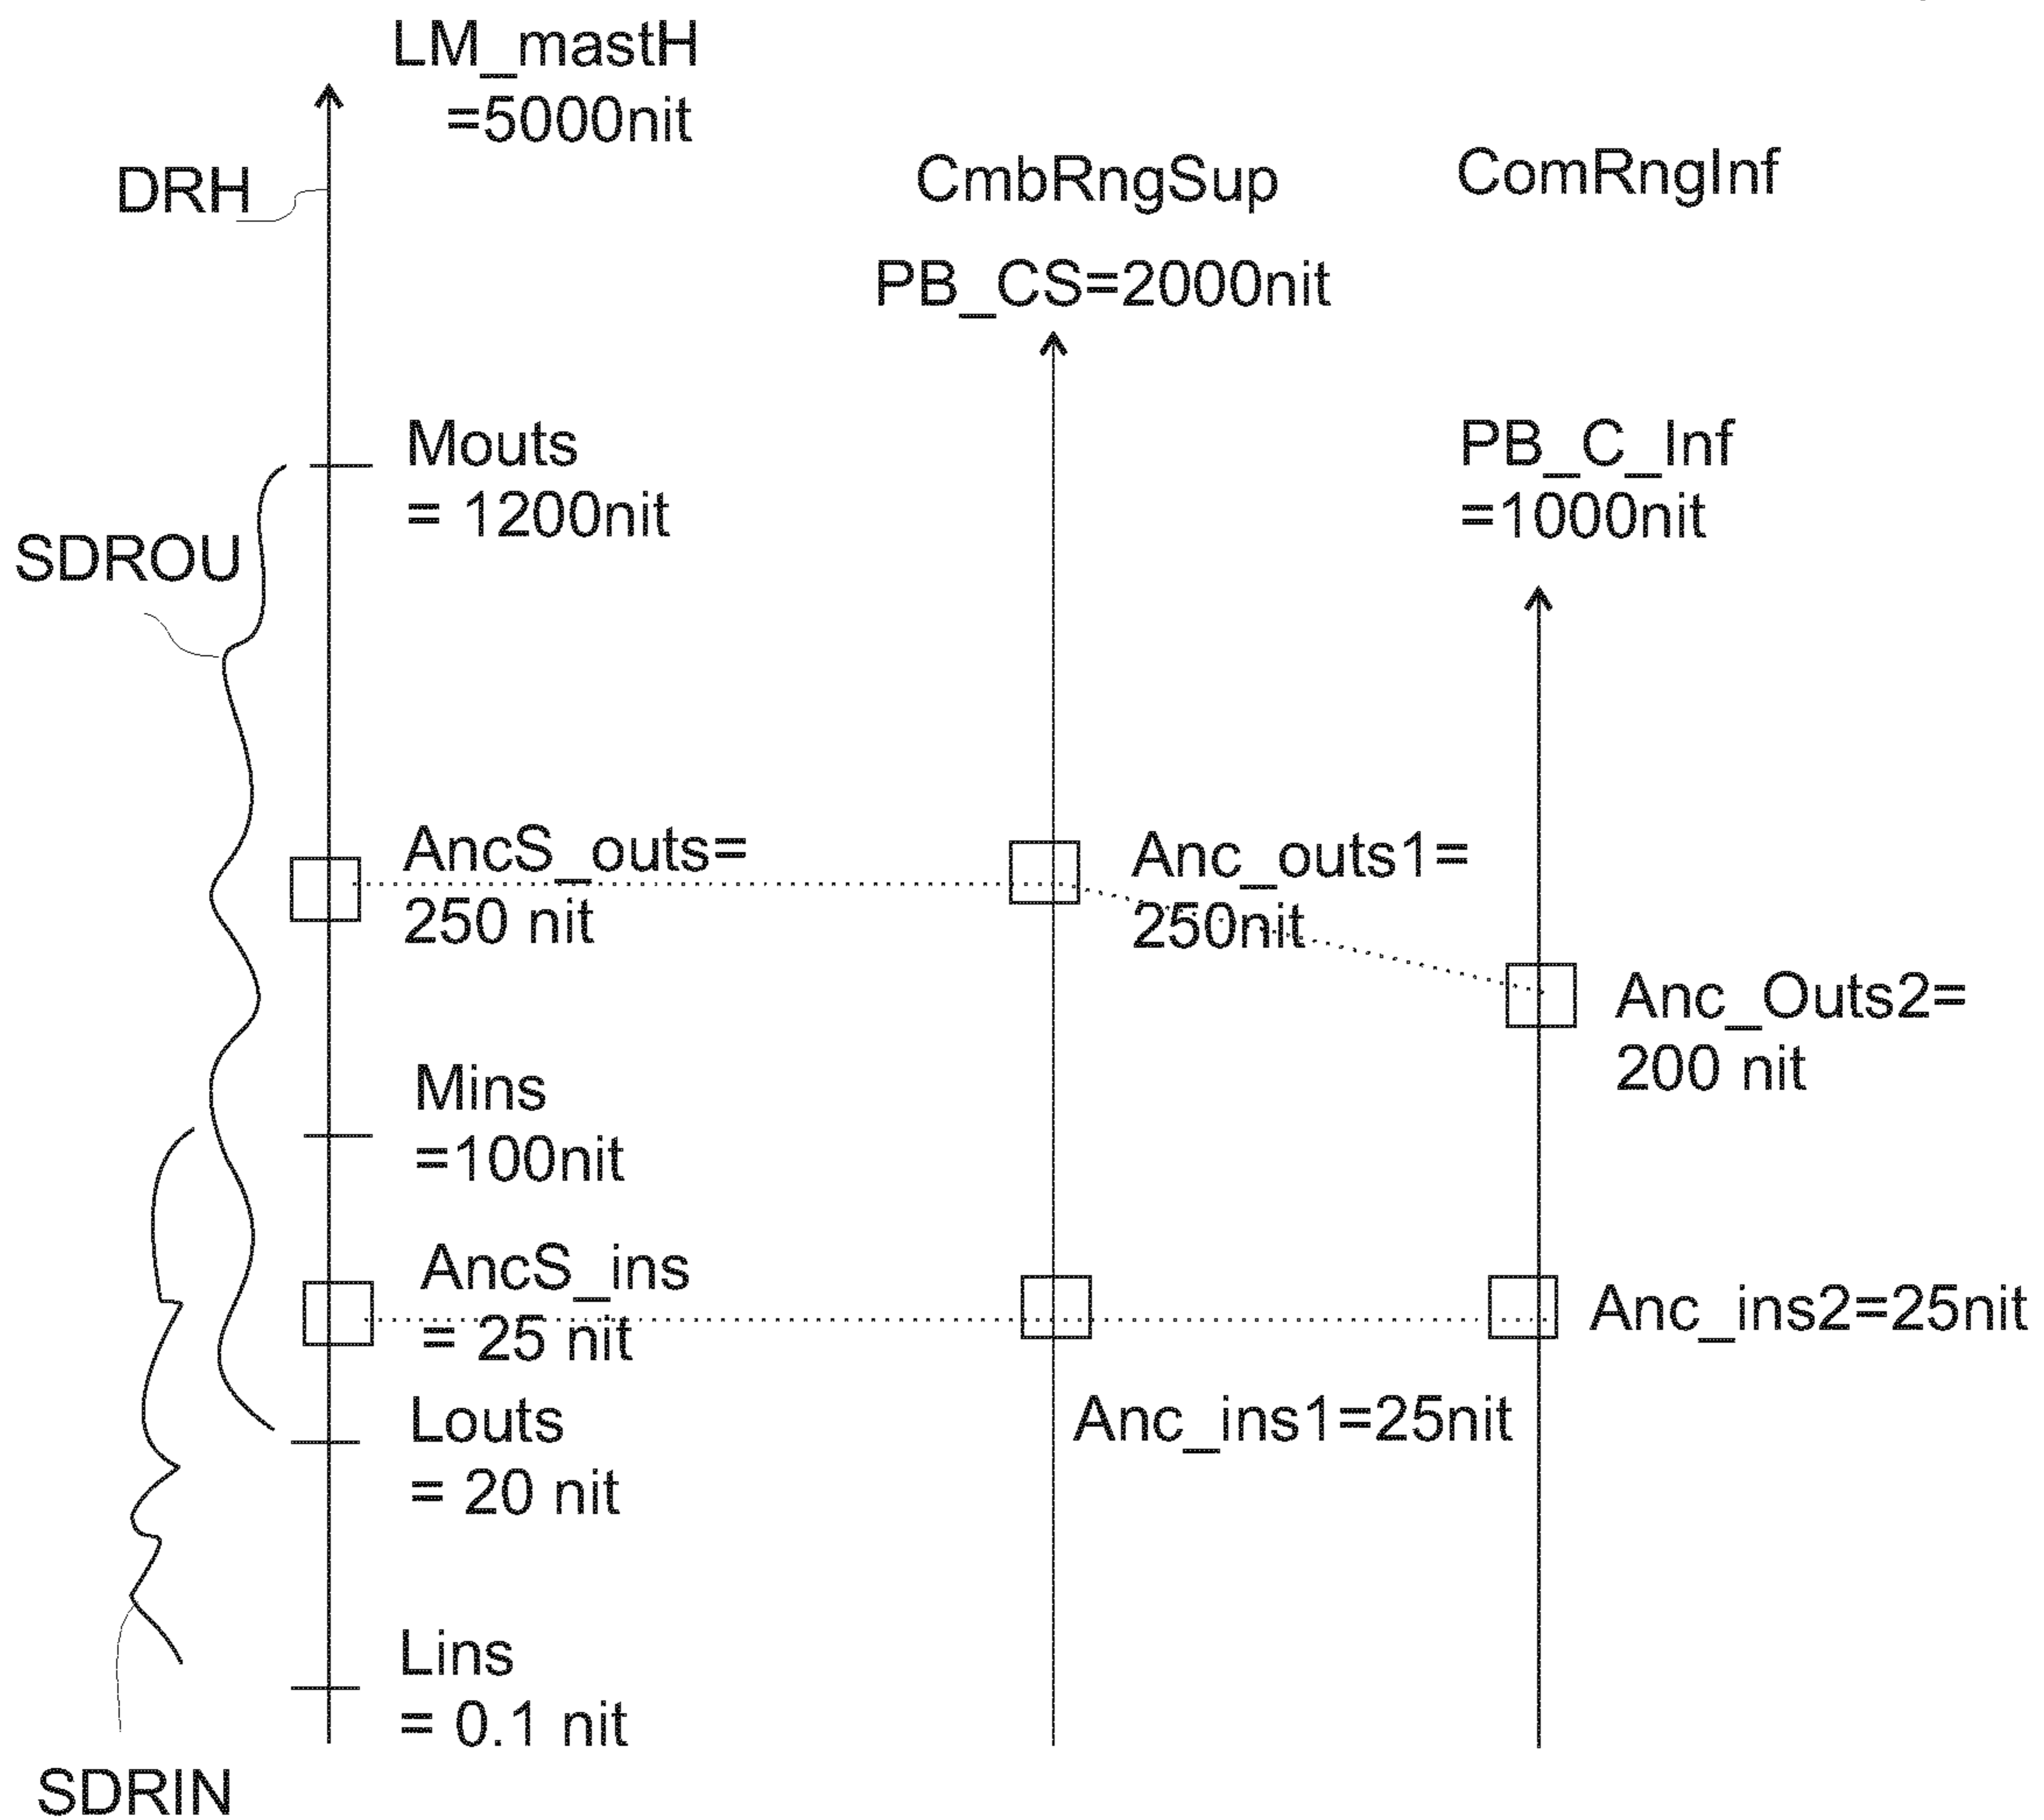 LM_mastH
=5000nit
DRH
CmbRngSup
PB_CS=2000nit
ComRngInf
Mouts
= 1200nit
PB_C_Inf
=1000nit
SDROU
AncS_outs=
250 nit
Anc_outs1=
250nit
Anc_Outs2=
200 nit
Mins
=100nit
AncS_ins
= 25 nit
Anc_ins2=25nit
Anc_ins1=25nit
Louts
= 20 nit
Lins
= 0.1 nit
SDRIN